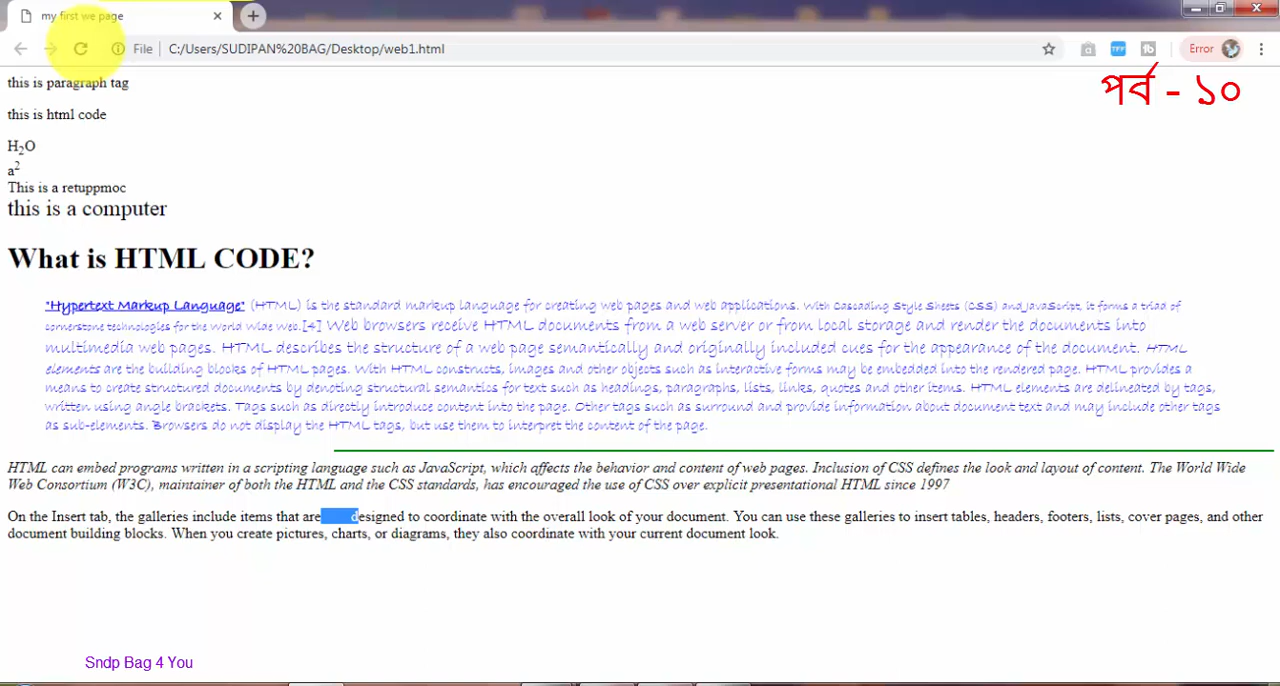 my first we page
File
C:/Users/SUDIPAN%20BAG/Desktop/web1.html
Error
this is paragraph tag
পর্ব - ১০
this is html code
H₂O
a²
This is a retuppmoc
this is a computer
What is HTML CODE?
"Hypertext Markup Language" (HTML) is the standard markup language for creating web pages and web applications. With Cascading Style Sheets (CSS) and JavaScript, it forms a triad of
cornerstone technologies for the World Wide Web.[4] Web browsers receive HTML documents from a web server or from local storage and render the documents into
multimedia web pages. HTML describes the structure of a web page semantically and originally included cues for the appearance of the document. HTML
elements are the building blocks of HTML pages. With HTML constructs, images and other objects such as interactive forms may be embedded into the rendered page. HTML provides a
means to create structured documents by denoting structural semantics for text such as headings, paragraphs, lists, links, quotes and other items. HTML elements are delineated by tags,
written using angle brackets. Tags such as directly introduce content into the page. Other tags such as surround and provide information about document text and may include other tags
as sub-elements. Browsers do not display the HTML tags, but use them to interpret the content of the page.
HTML can embed programs written in a scripting language such as JavaScript, which affects the behavior and content of web pages. Inclusion of CSS defines the look and layout of content. The World Wide
Web Consortium (W3C), maintainer of both the HTML and the CSS standards, has encouraged the use of CSS over explicit presentational HTML since 1997
On the Insert tab, the galleries include items that are designed to coordinate with the overall look of your document. You can use these galleries to insert tables, headers, footers, lists, cover pages, and other
document building blocks. When you create pictures, charts, or diagrams, they also coordinate with your current document look.
Sndp Bag 4 You